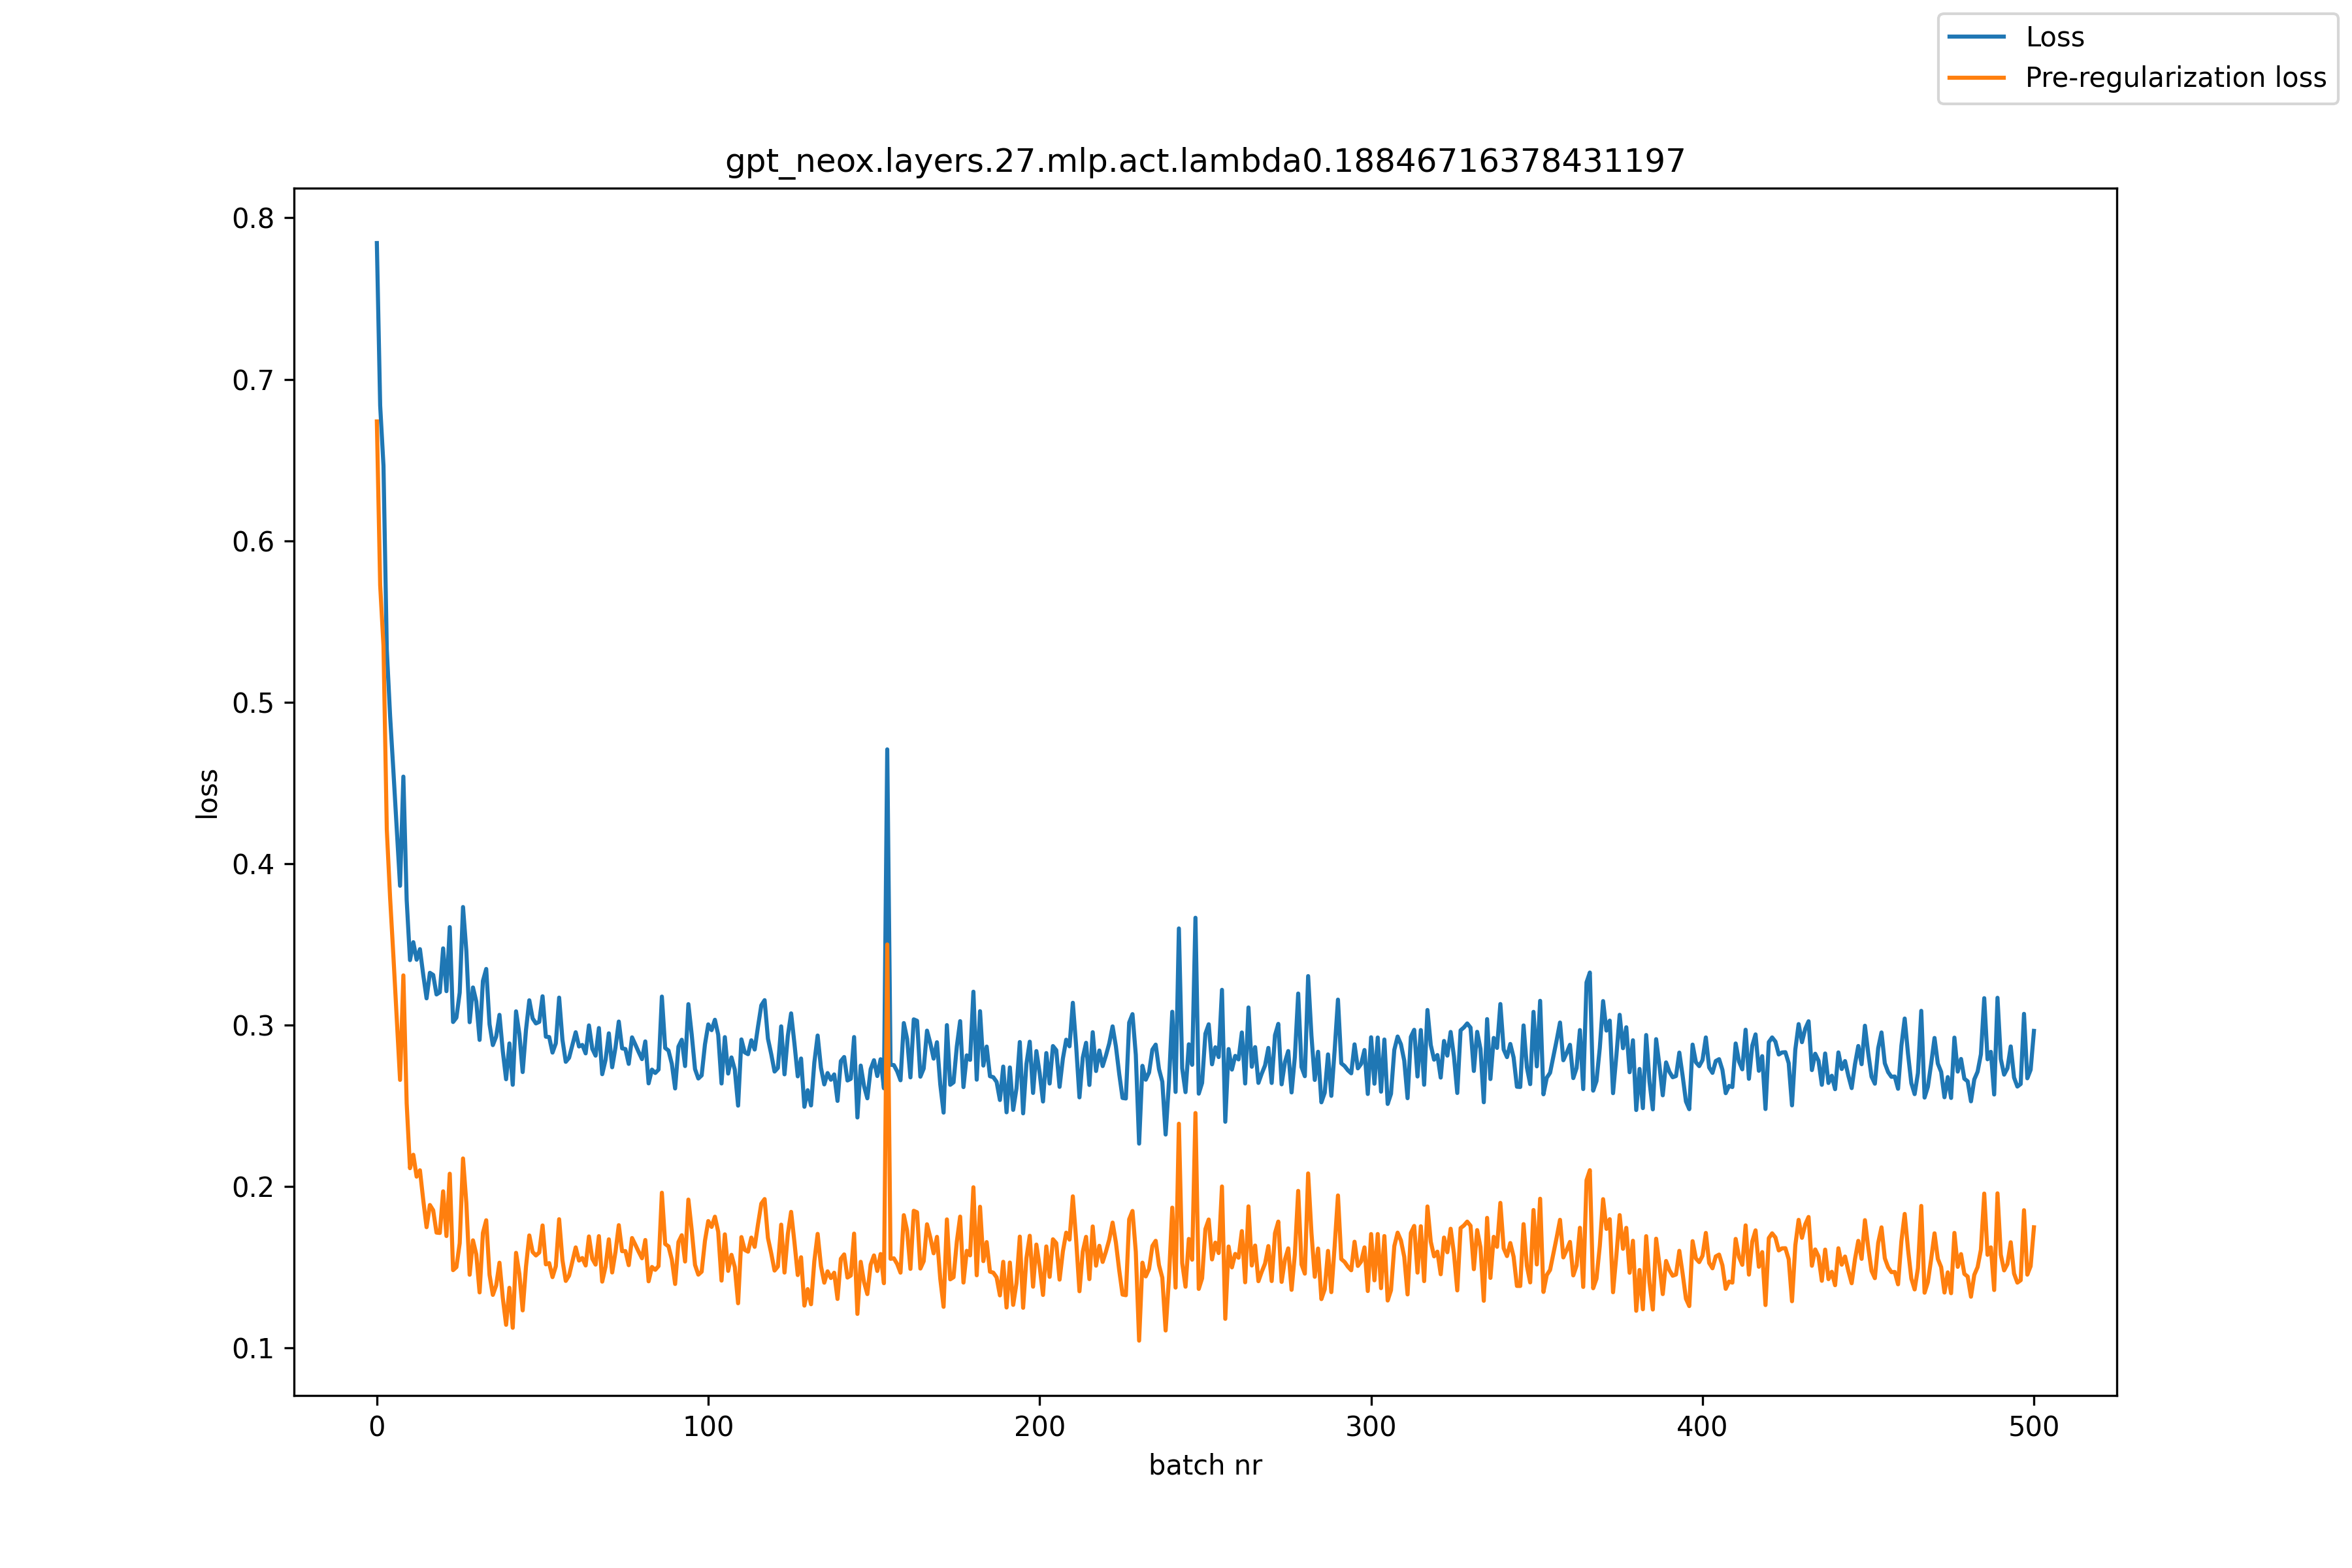 Loss
Pre-regularization loss
gpt_neox.layers.27.mlp.act.lambda0.18846716378431197
0.8
0.7
0.6
0.5
0.4
0.3
0.2
0.1
loss
0 100 200 300 400 500
batch nr